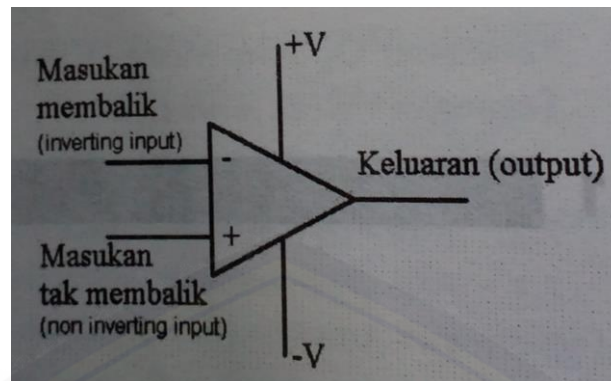 +V
Masukan
membalik
(inverting input)
-
Keluaran (output)
+
Masukan
tak membalik
(non inverting input)
-V